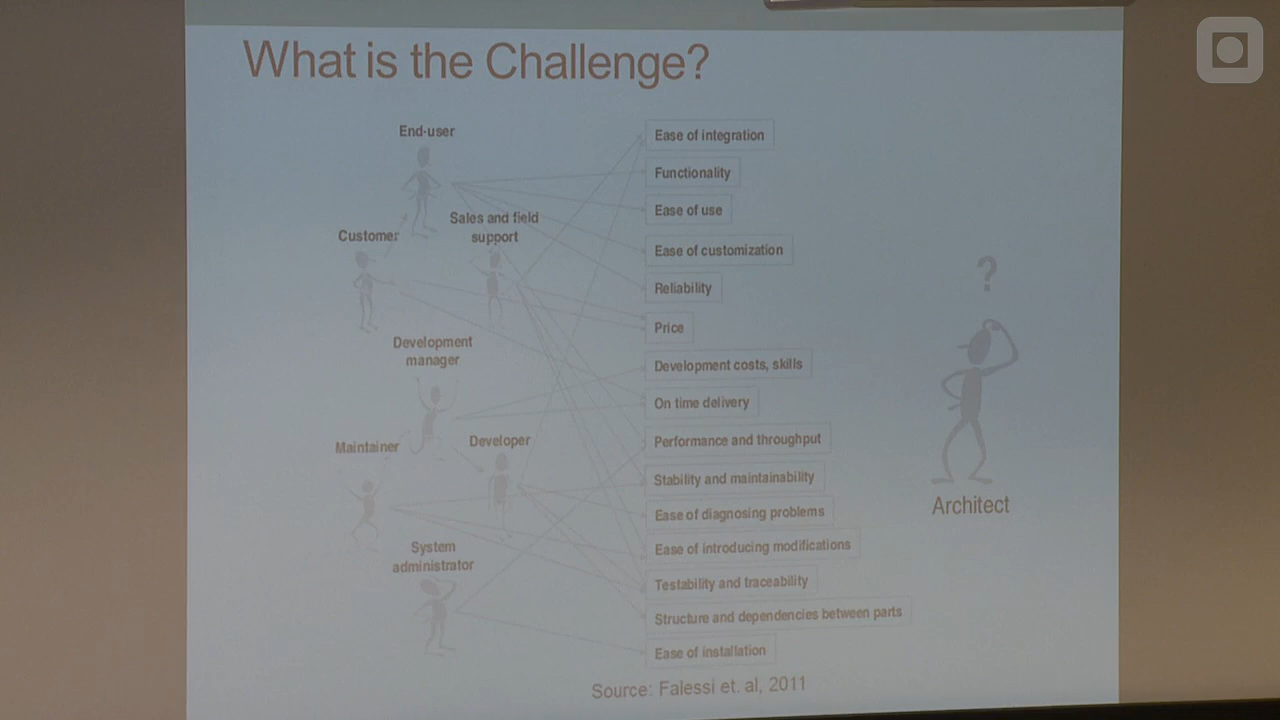 What is the Challenge?
End-user
Sales and field
support
Customer
Development
manager
Maintainer
Developer
System
administrator
Ease of integration
Functionality
Ease of use
Ease of customization
Reliability
Price
Development costs, skills
On time delivery
Performance and throughput
Stability and maintainability
Ease of diagnosing problems
Ease of introducing modifications
Testability and traceability
Structure and dependencies between parts
Ease of installation
?
Architect
Source: Falessi et. al, 2011